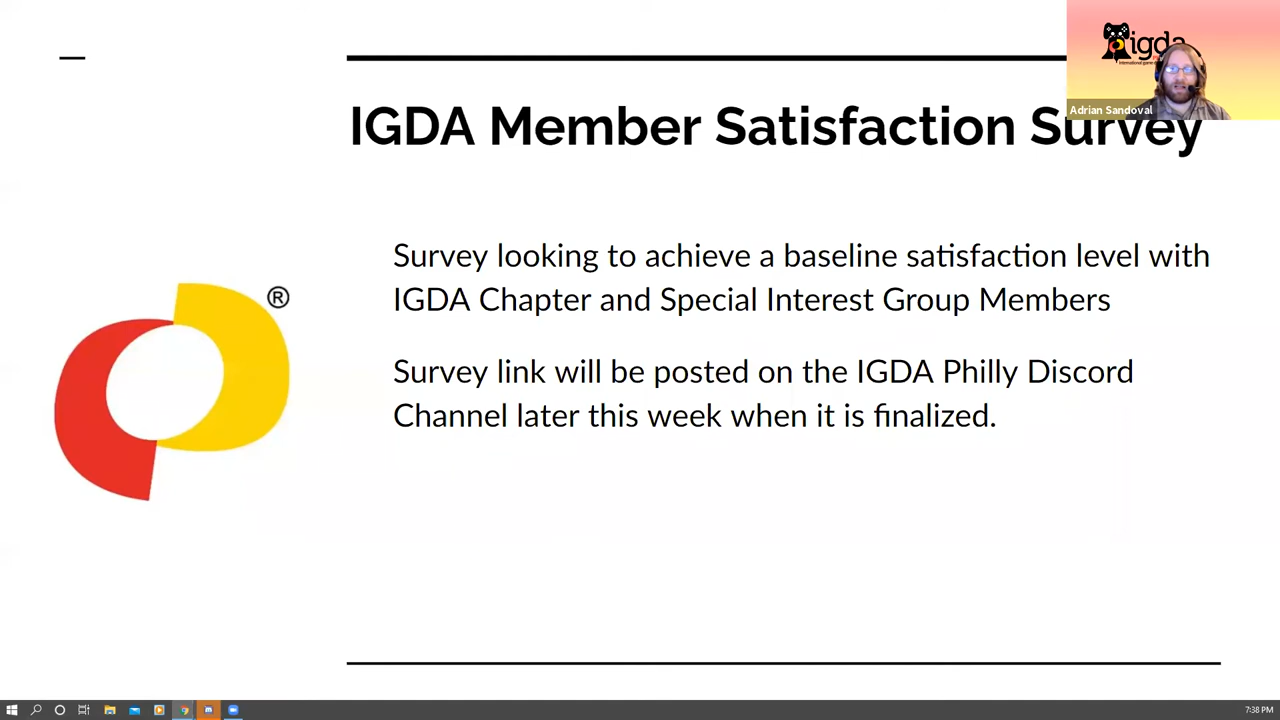 igda
Adrian Sandoval
IGDA Member Satisfaction Survey
Survey looking to achieve a baseline satisfaction level with
IGDA Chapter and Special Interest Group Members
®
Survey link will be posted on the IGDA Philly Discord
Channel later this week when it is finalized.
7:38 PM